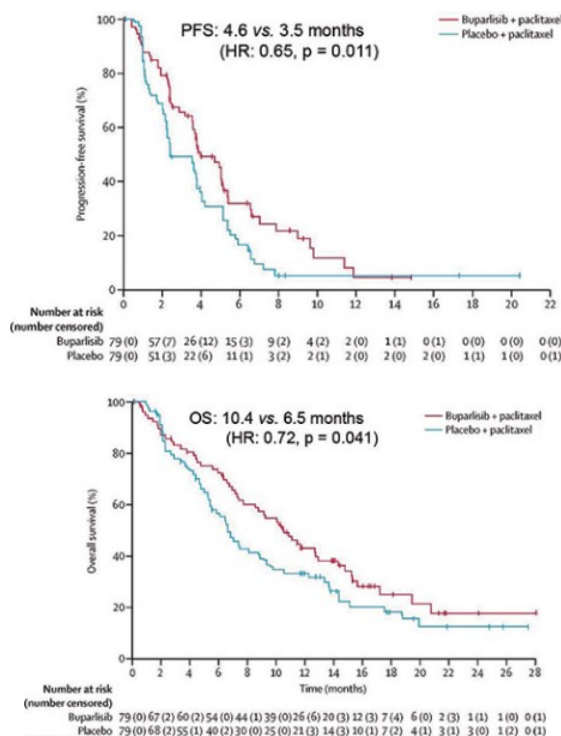 PFS: 4.6 vs. 3.5 months
(HR: 0.65, p = 0.011)
Buparlisib + paclitaxel
Placebo + paclitaxel
Progression-free survival (%)
100
80
60
40
20
0
0 2 4 6 8 10 12 14 16 18 20 22
Number at risk
(number censored)
Buparlisib 79 (0) 57 (7) 26 (12) 15 (3) 9 (2) 4 (2) 2 (0) 1 (1) 0 (0) 0 (0) 0 (0) 0 (0)
Placebo 79 (0) 51 (3) 22 (6) 11 (1) 3 (2) 2 (1) 2 (0) 2 (0) 2 (0) 1 (1) 1 (0) 0 (1)
OS: 10.4 vs. 6.5 months
(HR: 0.72, p = 0.041)
Buparlisib + paclitaxel
Placebo + paclitaxel
Overall survival (%)
100
80
60
40
20
0
0 2 4 6 8 10 12 14 16 18 20 22 24 26 28
Time (months)
Number at risk
(number censored)
Buparlisib 79 (0) 67 (2) 60 (2) 54 (0) 44 (1) 39 (0) 26 (6) 20 (3) 12 (3) 7 (4) 6 (0) 2 (3) 1 (1) 1 (0) 0 (1)
Placebo 79 (0) 68 (2) 55 (1) 40 (2) 30 (0) 25 (0) 21 (3) 14 (3) 10 (1) 7 (2) 4 (1) 3 (1) 3 (0) 1 (2) 0 (1)